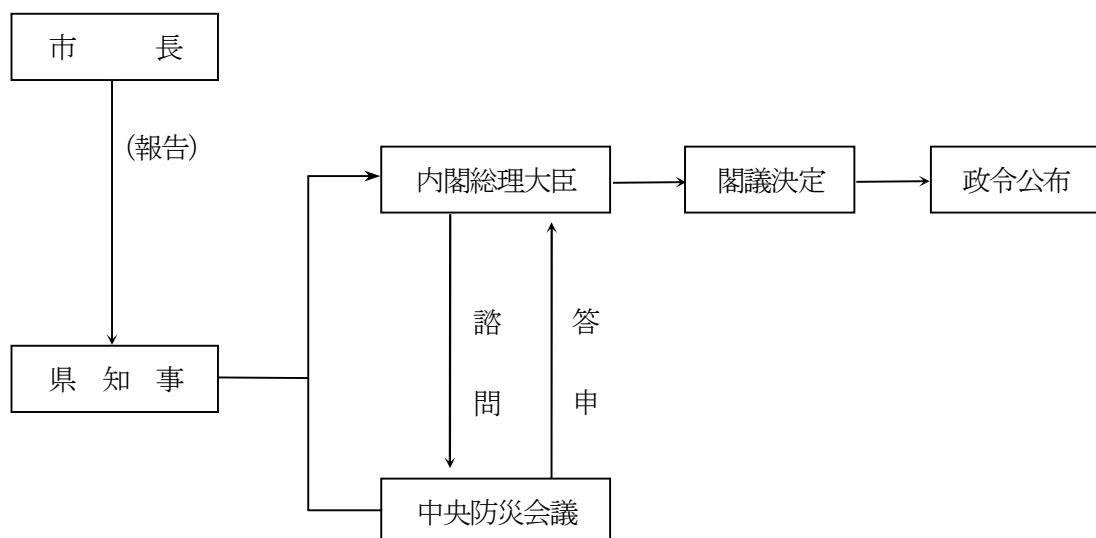 市　　　長
(報告)
内閣総理大臣
閣議決定
政令公布
諮問
答申
県　知　事
中央防災会議